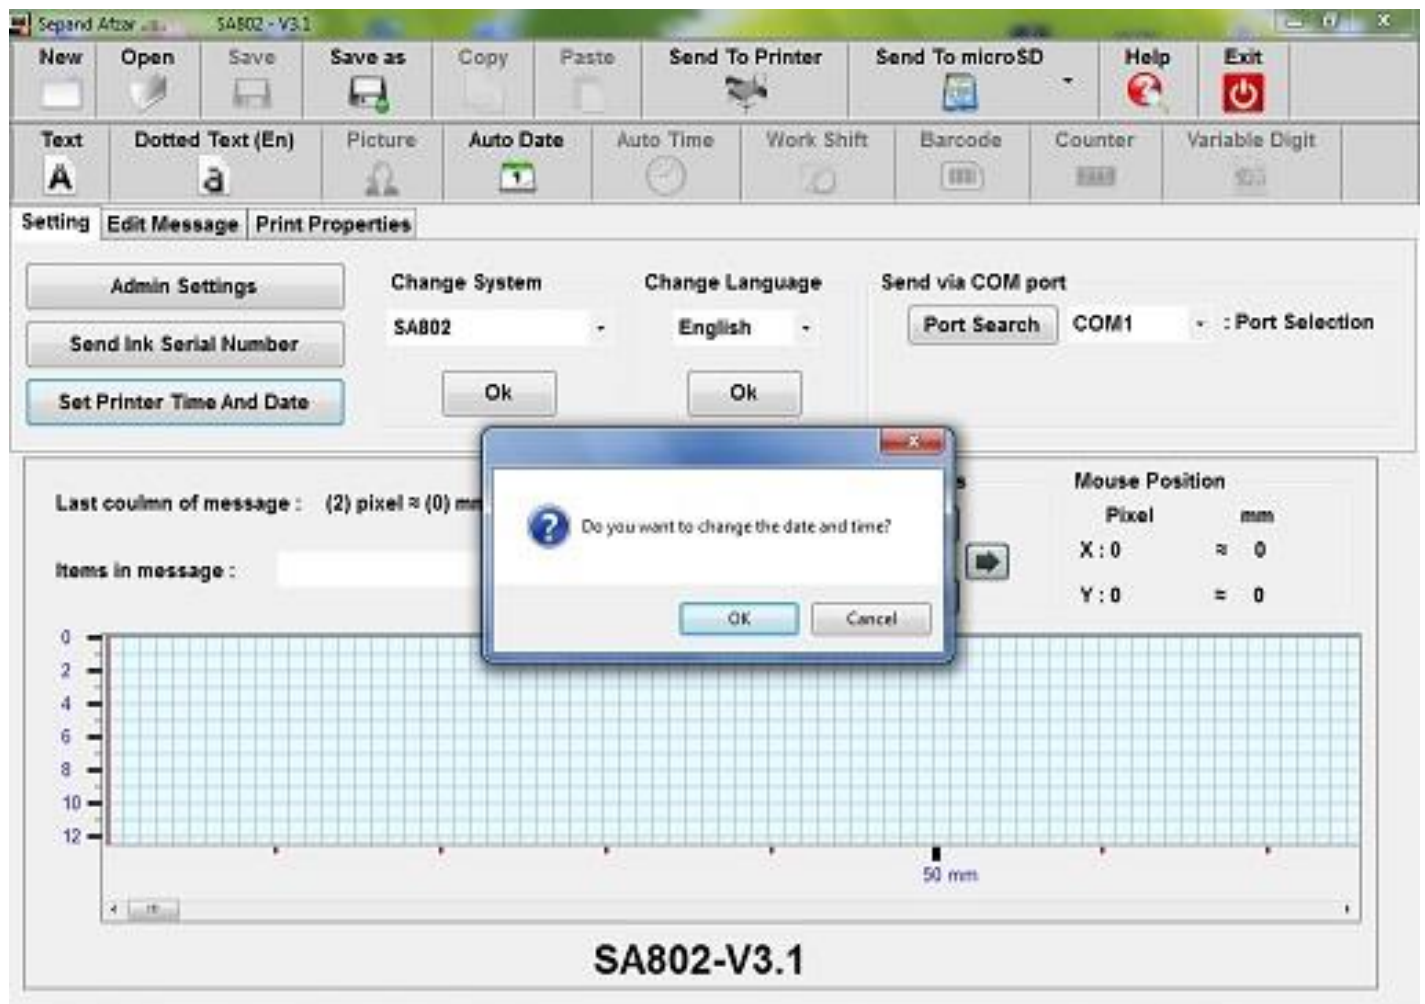 Sepand Afzar SA802 - V3.1
New Open Save Save as Copy Paste Send To Printer Send To microSD Help Exit
Text Dotted Text (En) Picture Auto Date Auto Time Work Shift Barcode Counter Variable Digit
A a 1
Setting Edit Message Print Properties
Admin Settings
Send Ink Serial Number
Set Printer Time And Date
Change System
SA802
Ok
Change Language
English
Ok
Send via COM port
Port Search COM1 : Port Selection
Last coulmn of message : (2) pixel ≈ (0) mm
Items in message :
Do you want to change the date and time?
OK Cancel
Mouse Position
Pixel mm
X : 0 ≈ 0
Y : 0 ≈ 0
0
2
4
6
8
10
12
50 mm
SA802-V3.1